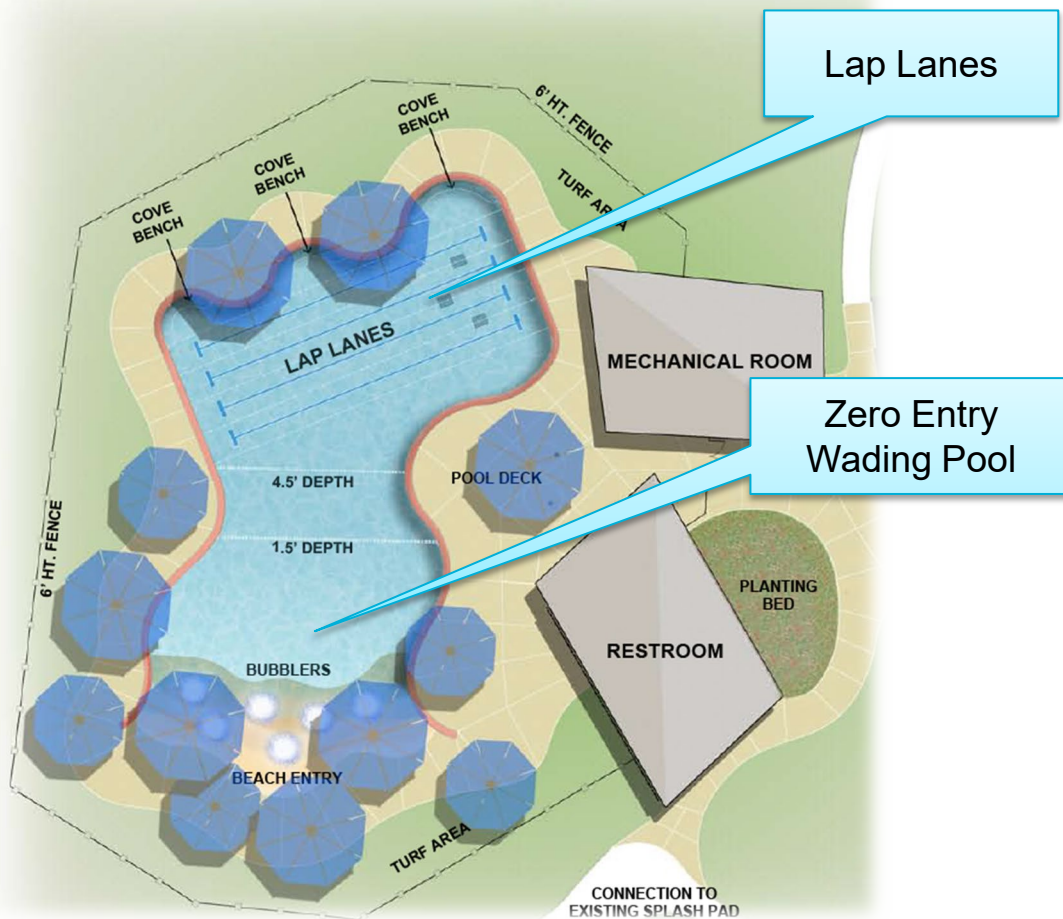 Lap Lanes
6' HT. FENCE
COVE
BENCH
COVE
BENCH
COVE
BENCH
TURF AREA
LAP LANES
MECHANICAL ROOM
Zero Entry
Wading Pool
POOL DECK
4.5' DEPTH
1.5' DEPTH
6' HT. FENCE
PLANTING
BED
RESTROOM
BUBBLERS
BEACH ENTRY
TURF AREA
CONNECTION TO
EXISTING SPLASH PAD